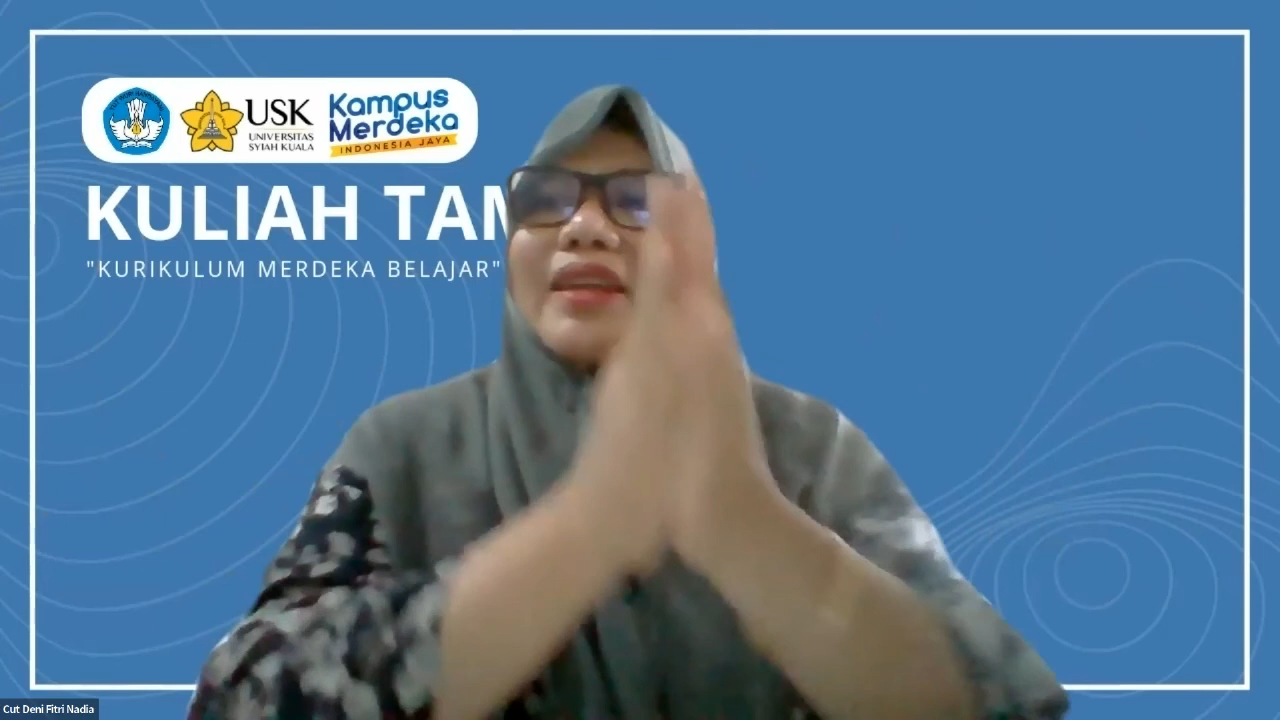 USK
UNIVERSITAS
SYIAH KUALA
Kampus
Merdeka
INDONESIA JAYA
KULIAH TAM
"KURIKULUM MERDEKA BELAJAR"
Cut Deni Fitri Nadia